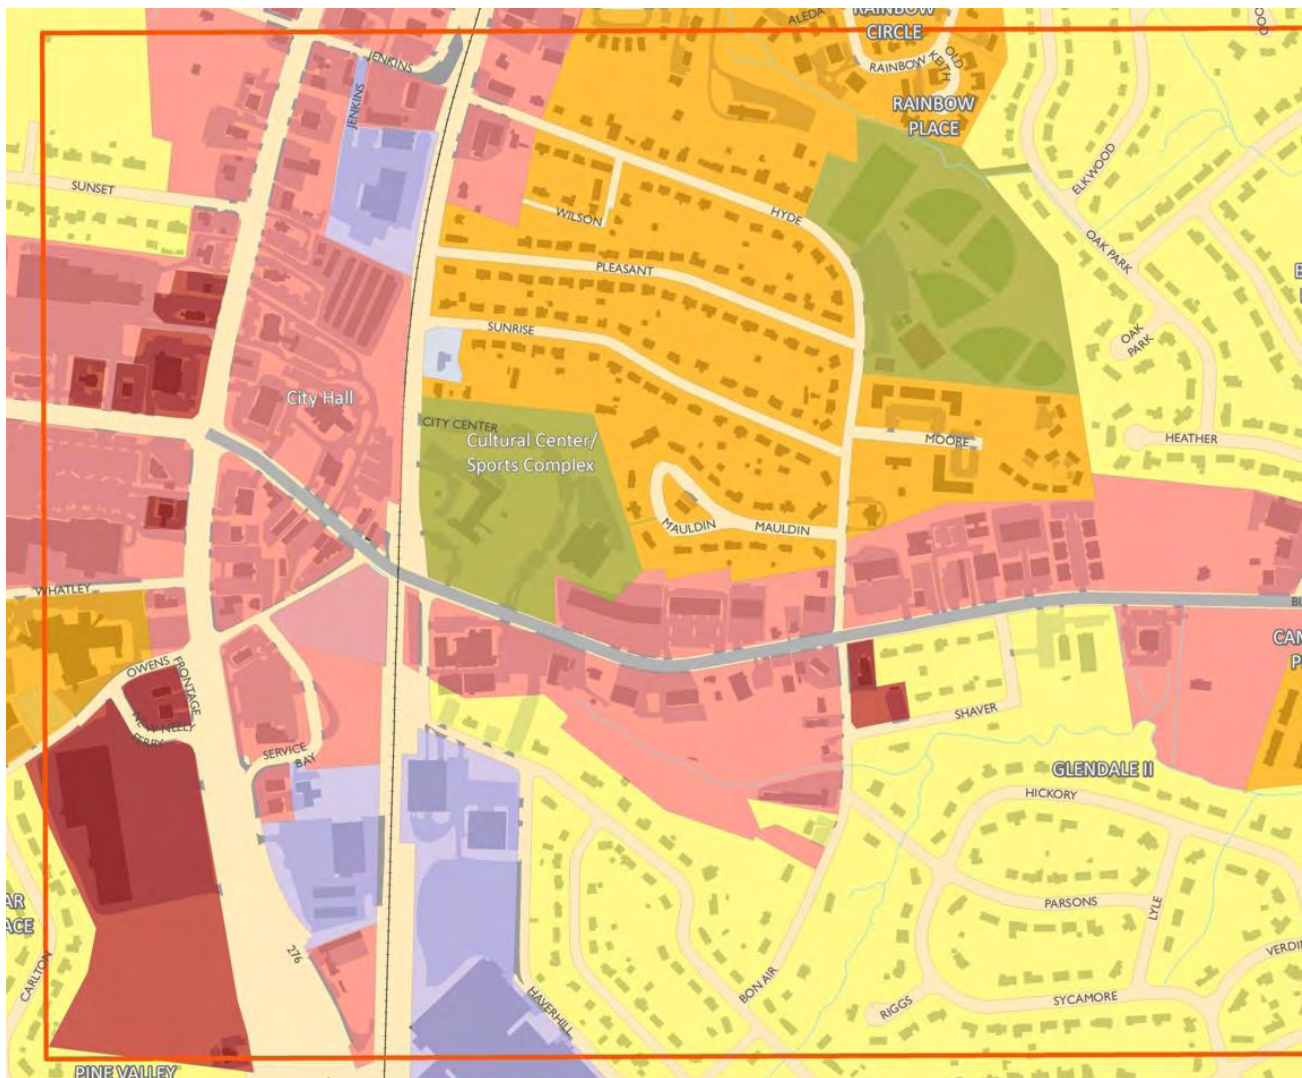 ALEDA
RAINBOW
CIRCLE
OLD
KEITH
RAINBOW
JENKINS
RAINBOW
PLACE
JENKINS
ELKWOOD
SUNSET
WILSON
HYDE
OAK PARK
PLEASANT
SUNRISE
OAK
PARK
City Hall
CITY CENTER
Cultural Center/
Sports Complex
MOORE
HEATHER
MAULDIN
MAULDIN
WHATLEY
OWENS
FRONTAGE
SHAVER
SERVICE
BAY
GLENDALE II
HICKORY
PARSONS
LYLE
276
CARLTON
BON AIR
HAVERHILL
RIGGS
SYCAMORE
PINE VALLEY